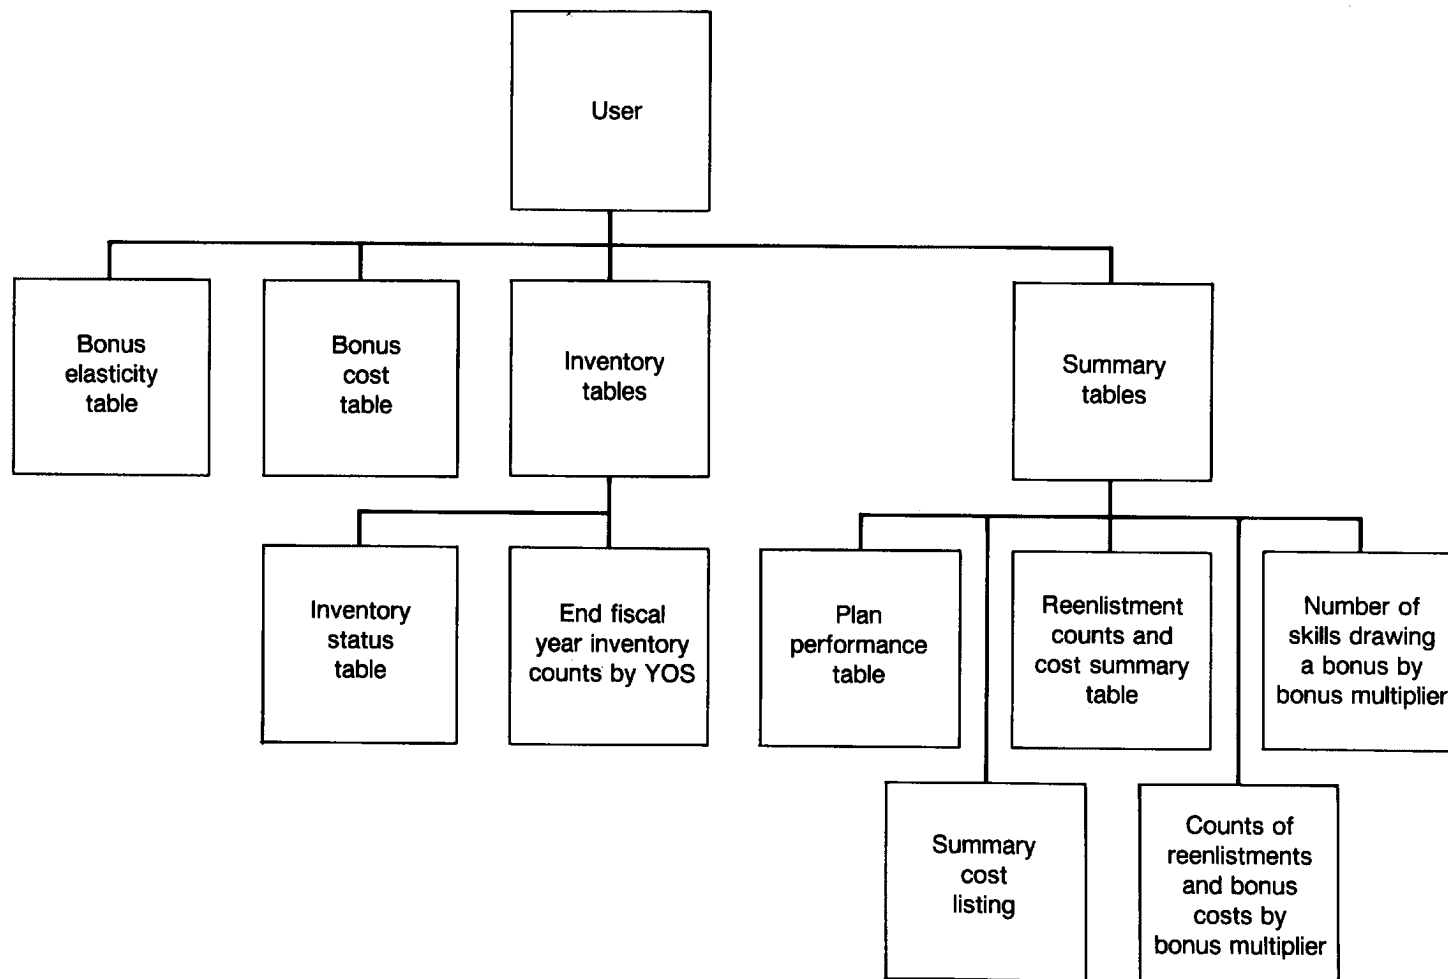 User
Bonus
elasticity
table
Bonus
cost
table
Inventory
tables
Summary
tables
Inventory
status
table
End fiscal
year inventory
counts by YOS
Plan
performance
table
Reenlistment
counts and
cost summary
table
Number of
skills drawing
a bonus by
bonus multiplier
Summary
cost
listing
Counts of
reenlistments
and bonus
costs by
bonus multiplier